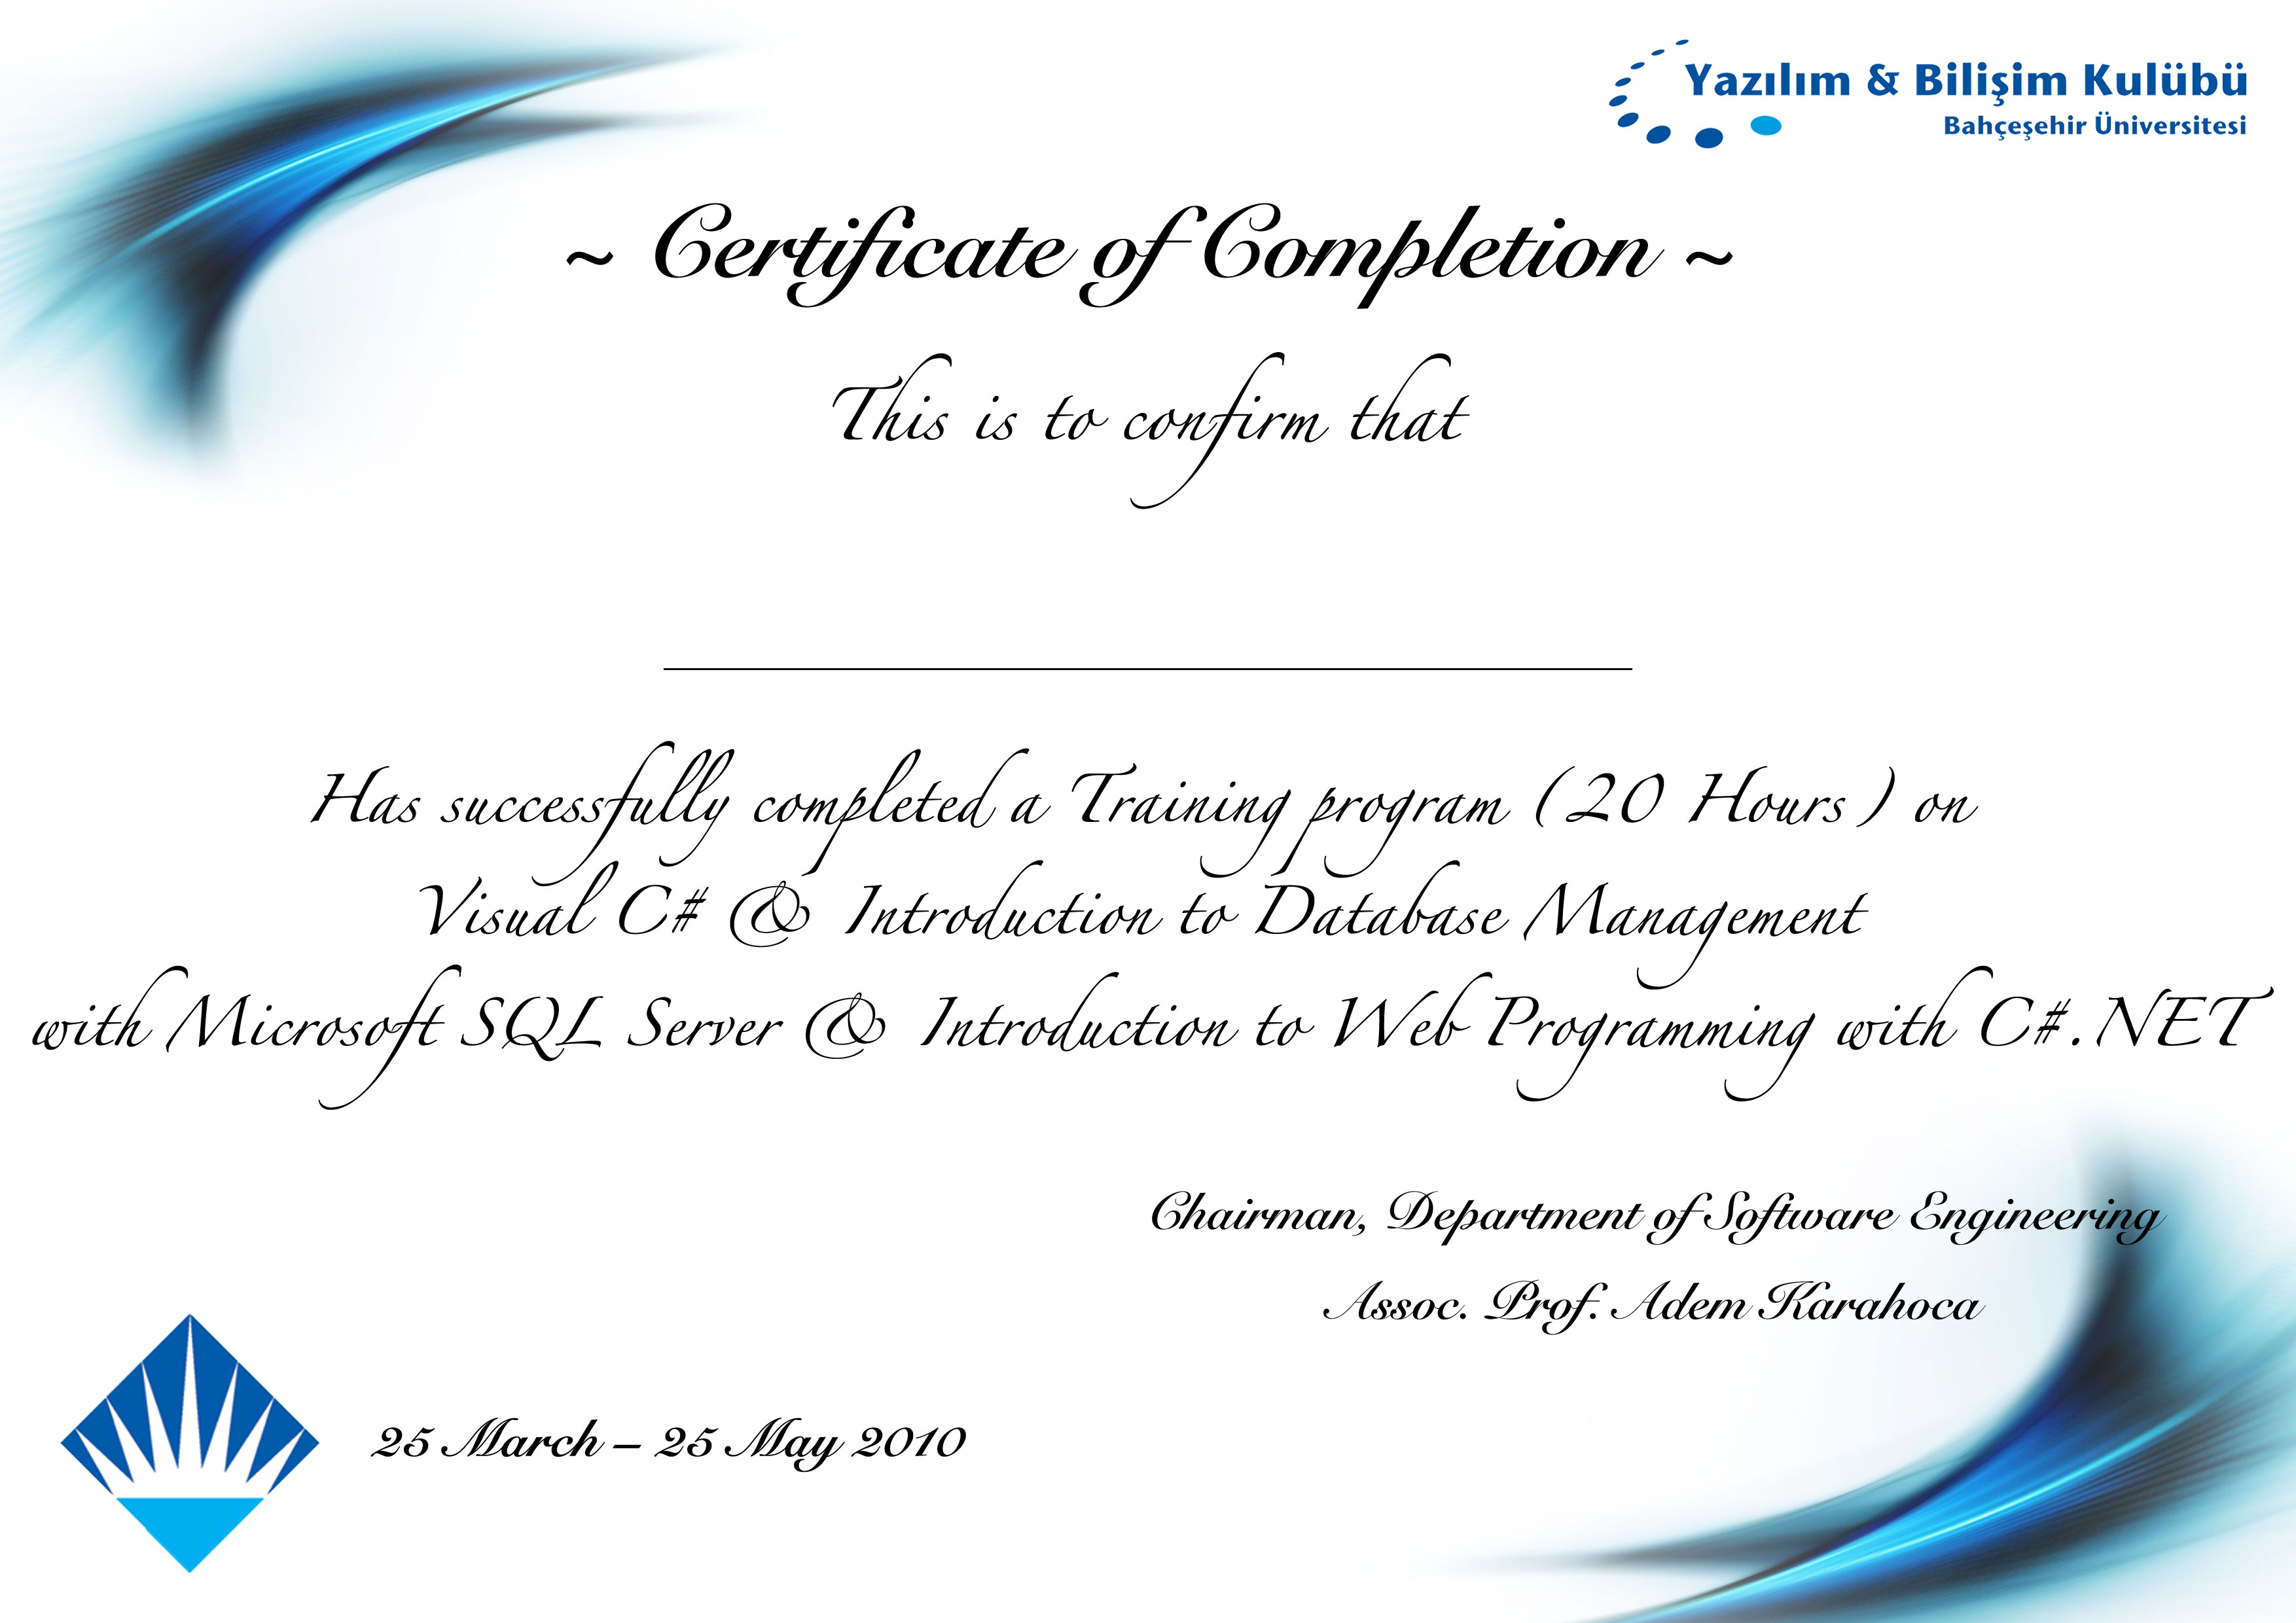 Yazılım & Bilişim Kulübü
Bahçeşehir Üniversitesi
~ Certificate of Completion ~
This is to confirm that
Has successfully completed a Training program (20 Hours) on
Visual C# & Introduction to Database Management
with Microsoft SQL Server & Introduction to Web Programming with C#.NET
Chairman, Department of Software Engineering
Assoc. Prof. Adem Karahoca
25 March – 25 May 2010